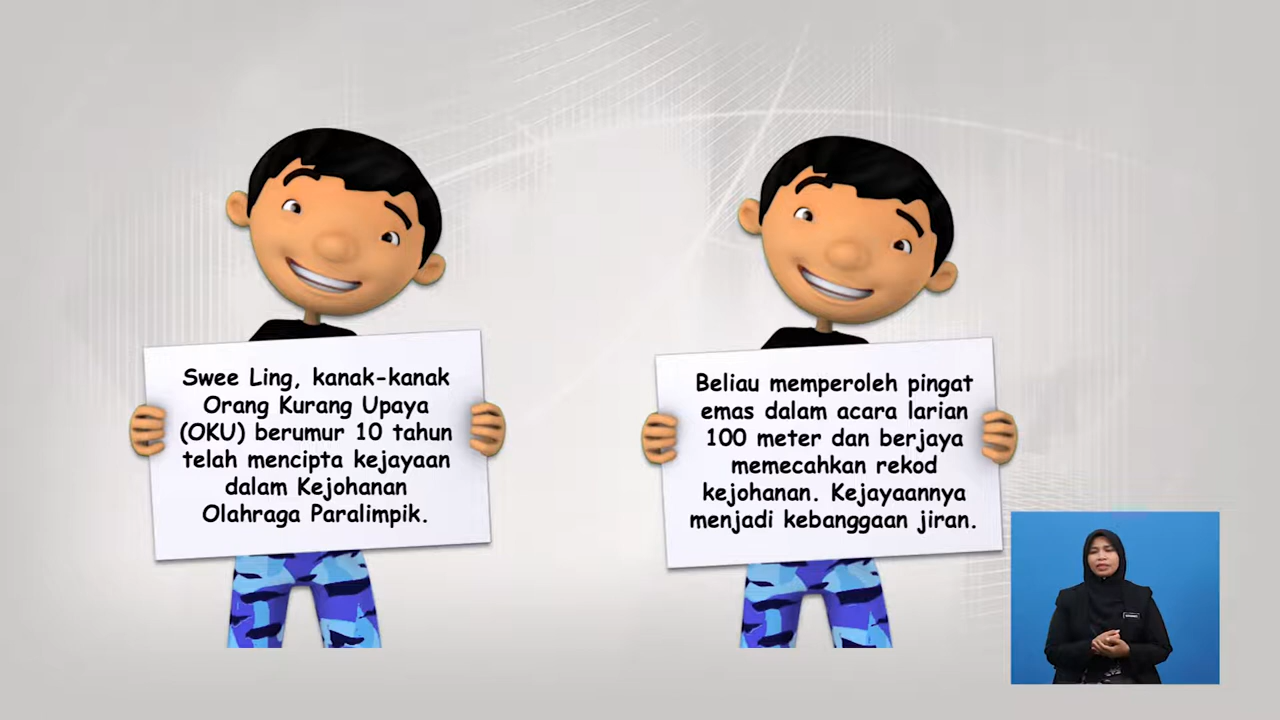 Swee Ling, kanak-kanak
Orang Kurang Upaya
(OKU) berumur 10 tahun
telah mencipta kejayaan
dalam Kejohanan
Olahraga Paralimpik.
Beliau memperoleh pingat
emas dalam acara larian
100 meter dan berjaya
memecahkan rekod
kejohanan. Kejayaannya
menjadi kebanggaan jiran.